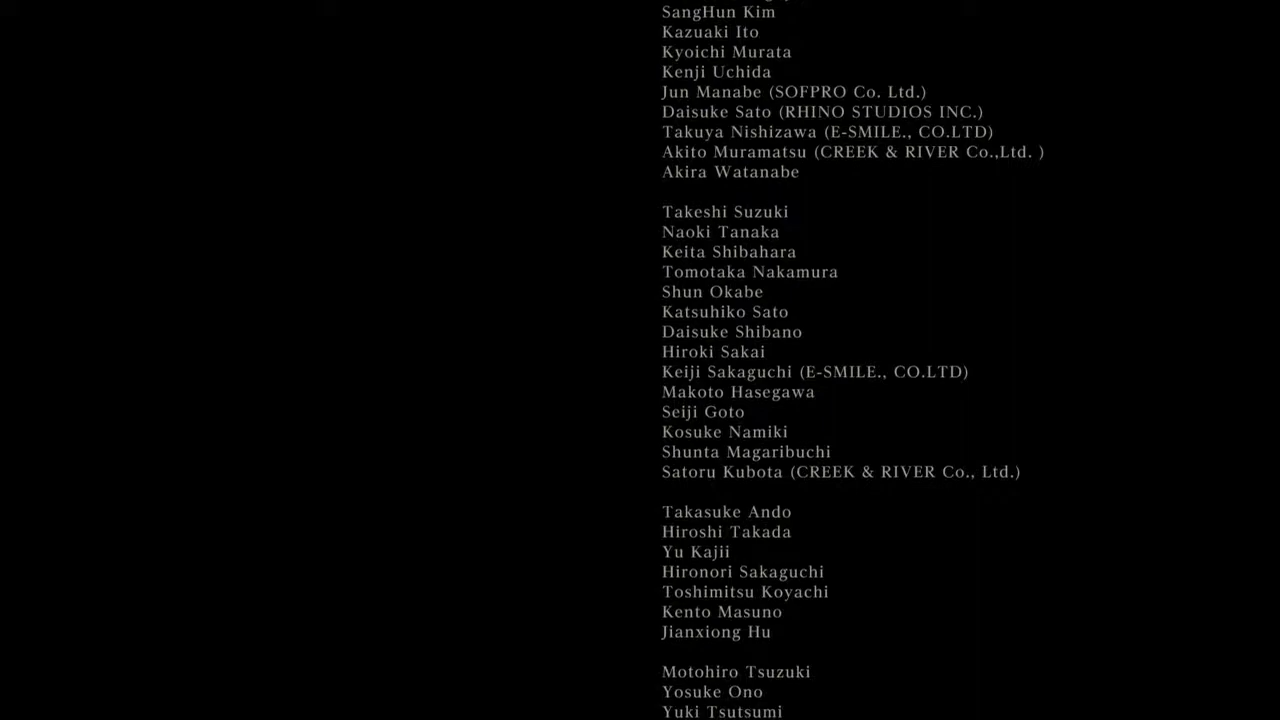 SangHun Kim
Kazuaki Ito
Kyoichi Murata
Kenji Uchida
Jun Manabe (SOFPRO Co. Ltd.)
Daisuke Sato (RHINO STUDIOS INC.)
Takuya Nishizawa (E-SMILE., CO.LTD)
Akito Muramatsu (CREEK & RIVER Co.,Ltd. )
Akira Watanabe
Takeshi Suzuki
Naoki Tanaka
Keita Shibahara
Tomotaka Nakamura
Shun Okabe
Katsuhiko Sato
Daisuke Shibano
Hiroki Sakai
Keiji Sakaguchi (E-SMILE., CO.LTD)
Makoto Hasegawa
Seiji Goto
Kosuke Namiki
Shunta Magaribuchi
Satoru Kubota (CREEK & RIVER Co., Ltd.)
Takasuke Ando
Hiroshi Takada
Yu Kajii
Hironori Sakaguchi
Toshimitsu Koyachi
Kento Masuno
Jianxiong Hu
Motohiro Tsuzuki
Yosuke Ono
Yuki Tsutsumi